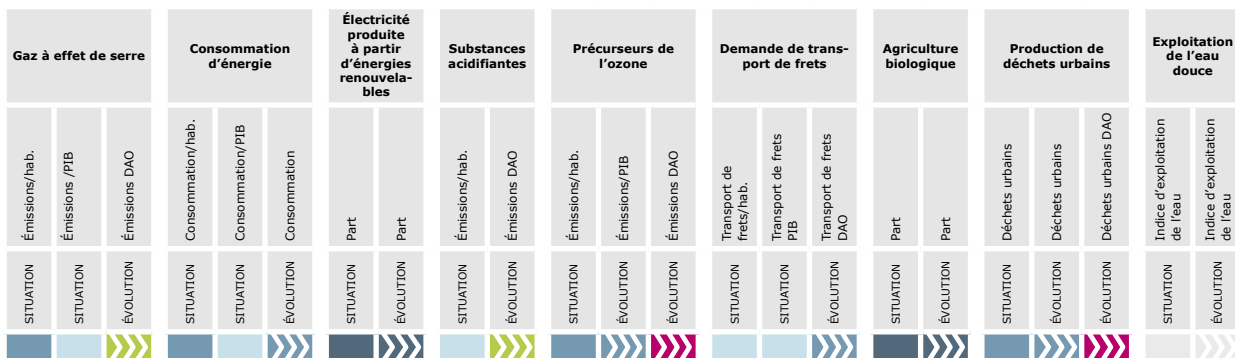 Gaz à effet de serre
Consommation
d'énergie
Électricité
produite
à partir
d'énergies
renouvela-
bles
Substances
acidifiantes
Précurseurs de
l'ozone
Demande de trans-
port de frets
Agriculture
biologique
Production de
déchets urbains
Exploitation
de l'eau
douce
Émissions/hab.
Émissions /PIB
Émissions DAO
Consommation/hab.
Consommation/PIB
Consommation
Part
Part
Émissions/hab.
Émissions DAO
Émissions/hab.
Émissions/PIB
Émissions DAO
Transport de
frets/hab.
Transport de frets
PIB
Transport de frets
DAO
Part
Part
Déchets urbains
Déchets urbains
Déchets urbains DAO
Indice d'exploitation
de l'eau
Indice d'exploitation
de l'eau
SITUATION
SITUATION
ÉVOLUTION
SITUATION
SITUATION
ÉVOLUTION
SITUATION
ÉVOLUTION
SITUATION
ÉVOLUTION
SITUATION
ÉVOLUTION
ÉVOLUTION
SITUATION
SITUATION
ÉVOLUTION
SITUATION
ÉVOLUTION
SITUATION
ÉVOLUTION
ÉVOLUTION
SITUATION
ÉVOLUTION